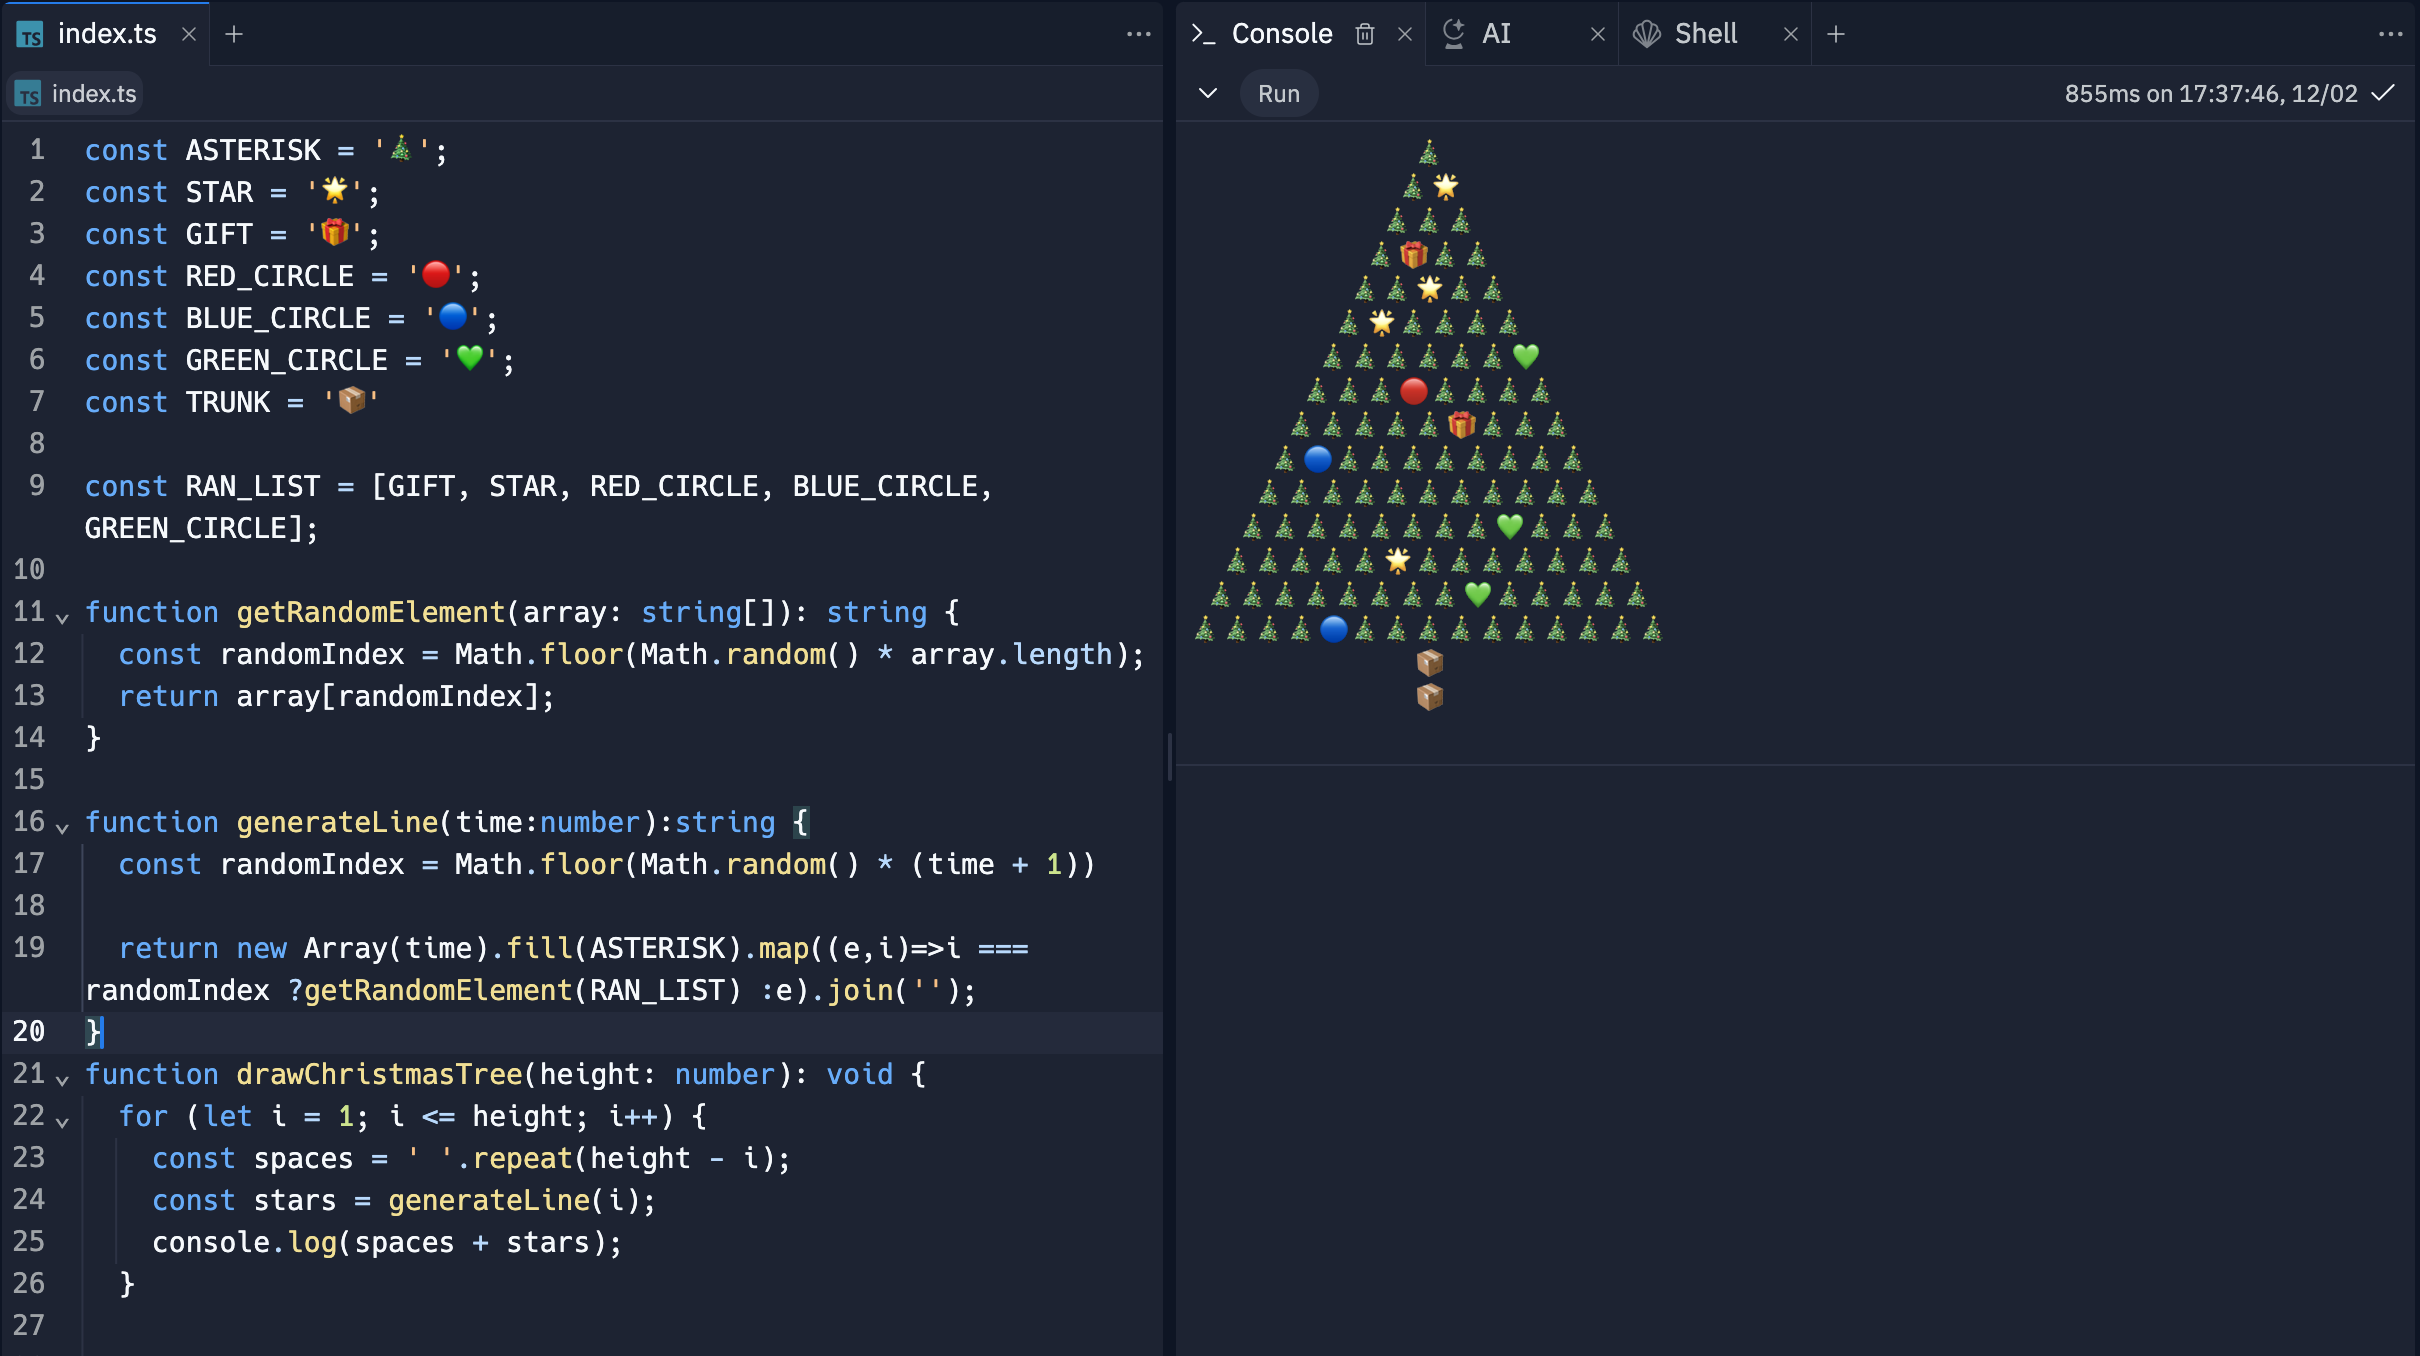 index.ts
index.ts
1 const ASTERISK = '🎄';
2 const STAR = '🌟';
3 const GIFT = '🎁';
4 const RED_CIRCLE = '🔴';
5 const BLUE_CIRCLE = '🔵';
6 const GREEN_CIRCLE = '💚';
7 const TRUNK = '📦'
8
9 const RAN_LIST = [GIFT, STAR, RED_CIRCLE, BLUE_CIRCLE,
GREEN_CIRCLE];
10
11 function getRandomElement(array: string[]): string {
12 const randomIndex = Math.floor(Math.random() * array.length);
13 return array[randomIndex];
14 }
15
16 function generateLine(time:number):string {
17 const randomIndex = Math.floor(Math.random() * (time + 1))
18
19 return new Array(time).fill(ASTERISK).map((e,i)=>i ===
randomIndex ?getRandomElement(RAN_LIST) :e).join('');
20 }
21 function drawChristmasTree(height: number): void {
22 for (let i = 1; i <= height; i++) {
23 const spaces = ' '.repeat(height - i);
24 const stars = generateLine(i);
25 console.log(spaces + stars);
26 }
27
Console
AI
Shell
Run
855ms on 17:37:46, 12/02